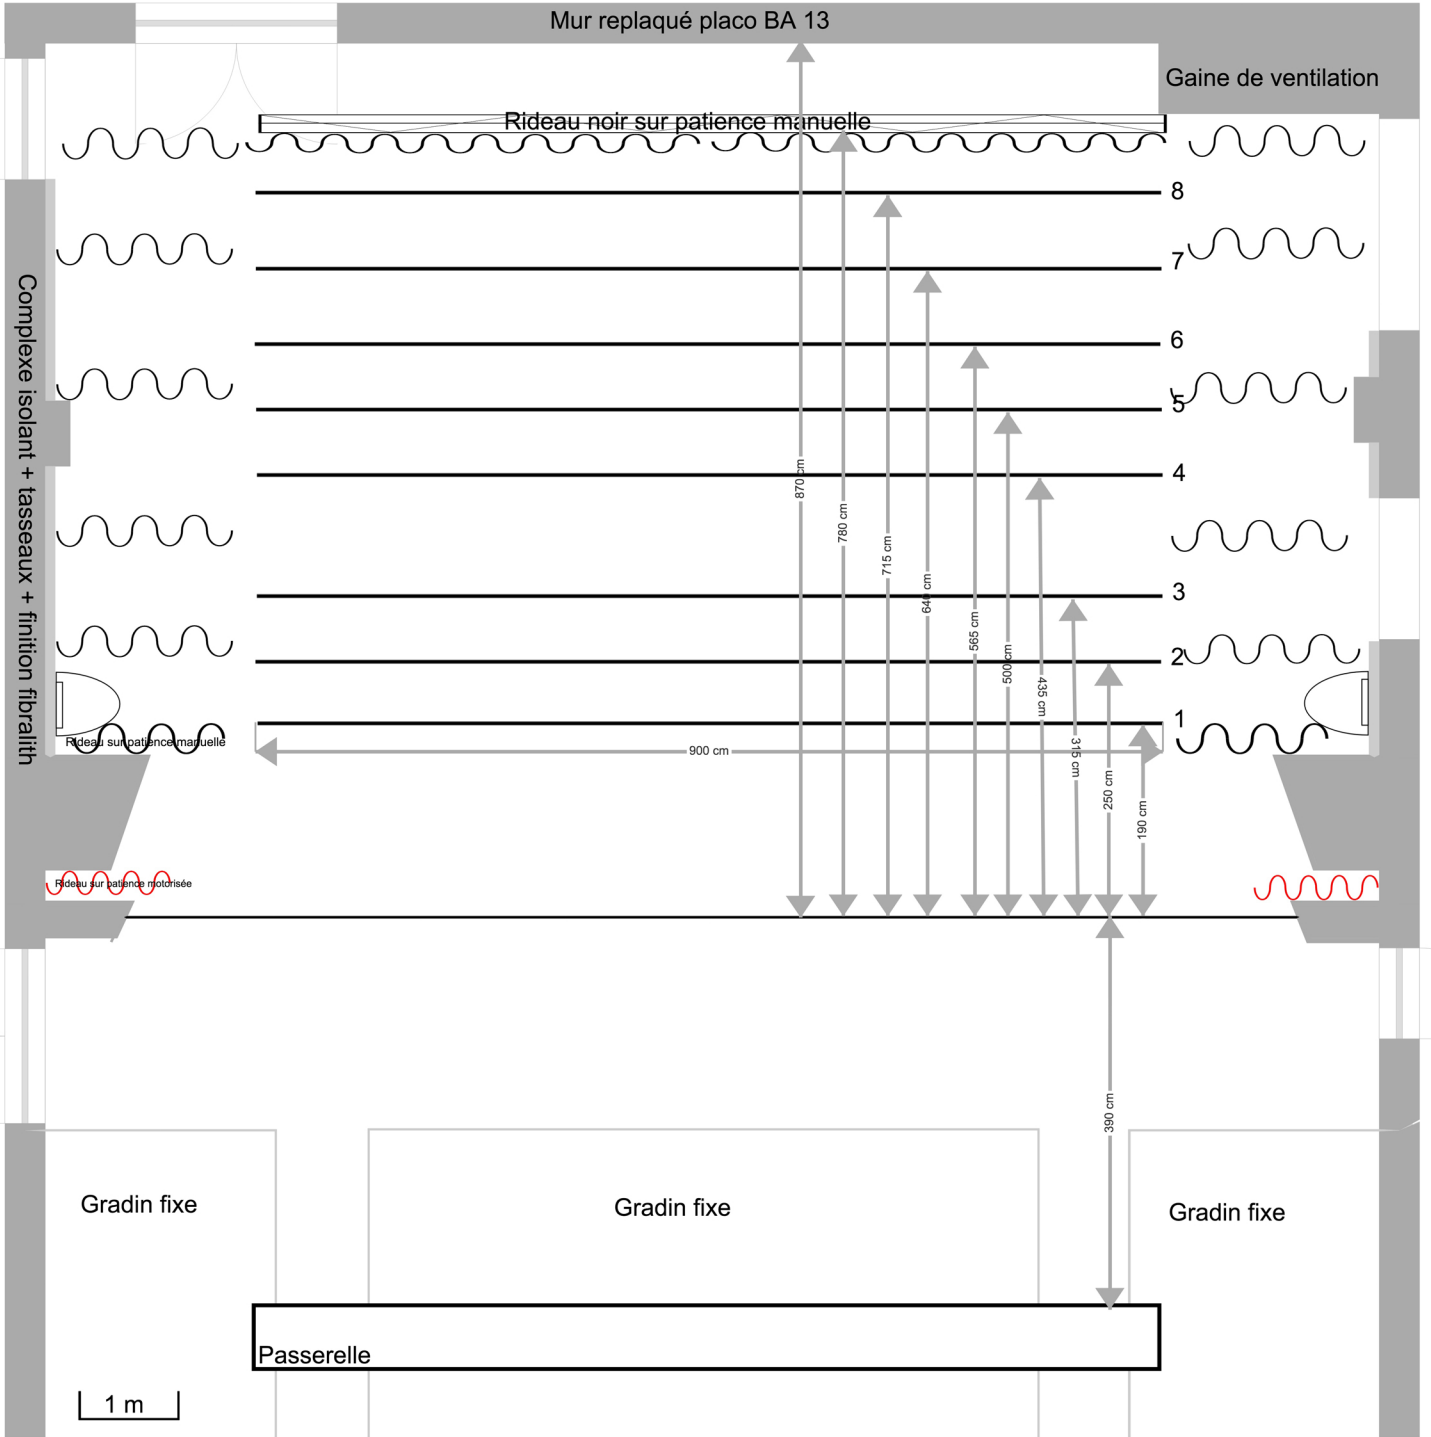 Mur replaqué placo BA 13
Gaine de ventilation
Rideau noir sur patience manuelle
8
7
6
5
4
3
2
1
Complexe isolant + tasseaux + finition fibralith
870 cm
780 cm
715 cm
640 cm
565 cm
500 cm
435 cm
315 cm
250 cm
190 cm
Rideau sur patience manuelle
900 cm
Rideau sur patience motorisée
390 cm
Gradin fixe
Gradin fixe
Gradin fixe
Passerelle
1 m